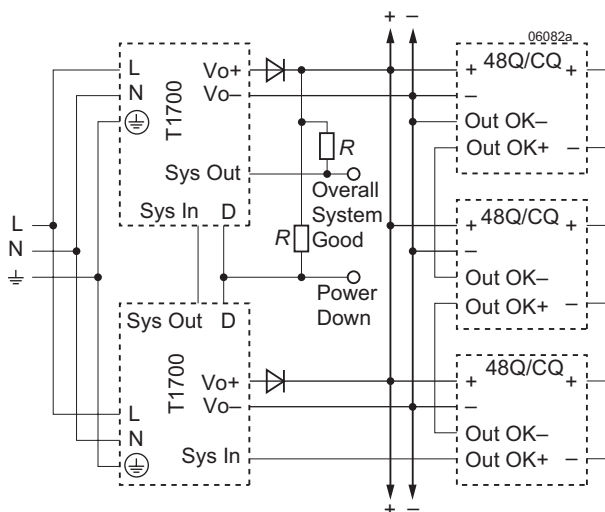 + –
06082a
L
N
T1700
Vo+
Vo–
Sys Out
Sys In
D
R
Overall
System
Good
R
Power
Down
L
N
48Q/CQ
+
–
Out OK–
Out OK+
+
–
48Q/CQ
+
–
Out OK–
Out OK+
+
–
Sys Out
D
T1700
Vo+
Vo–
L
N
Sys In
48Q/CQ
+
–
Out OK–
Out OK+
+
–
+ –